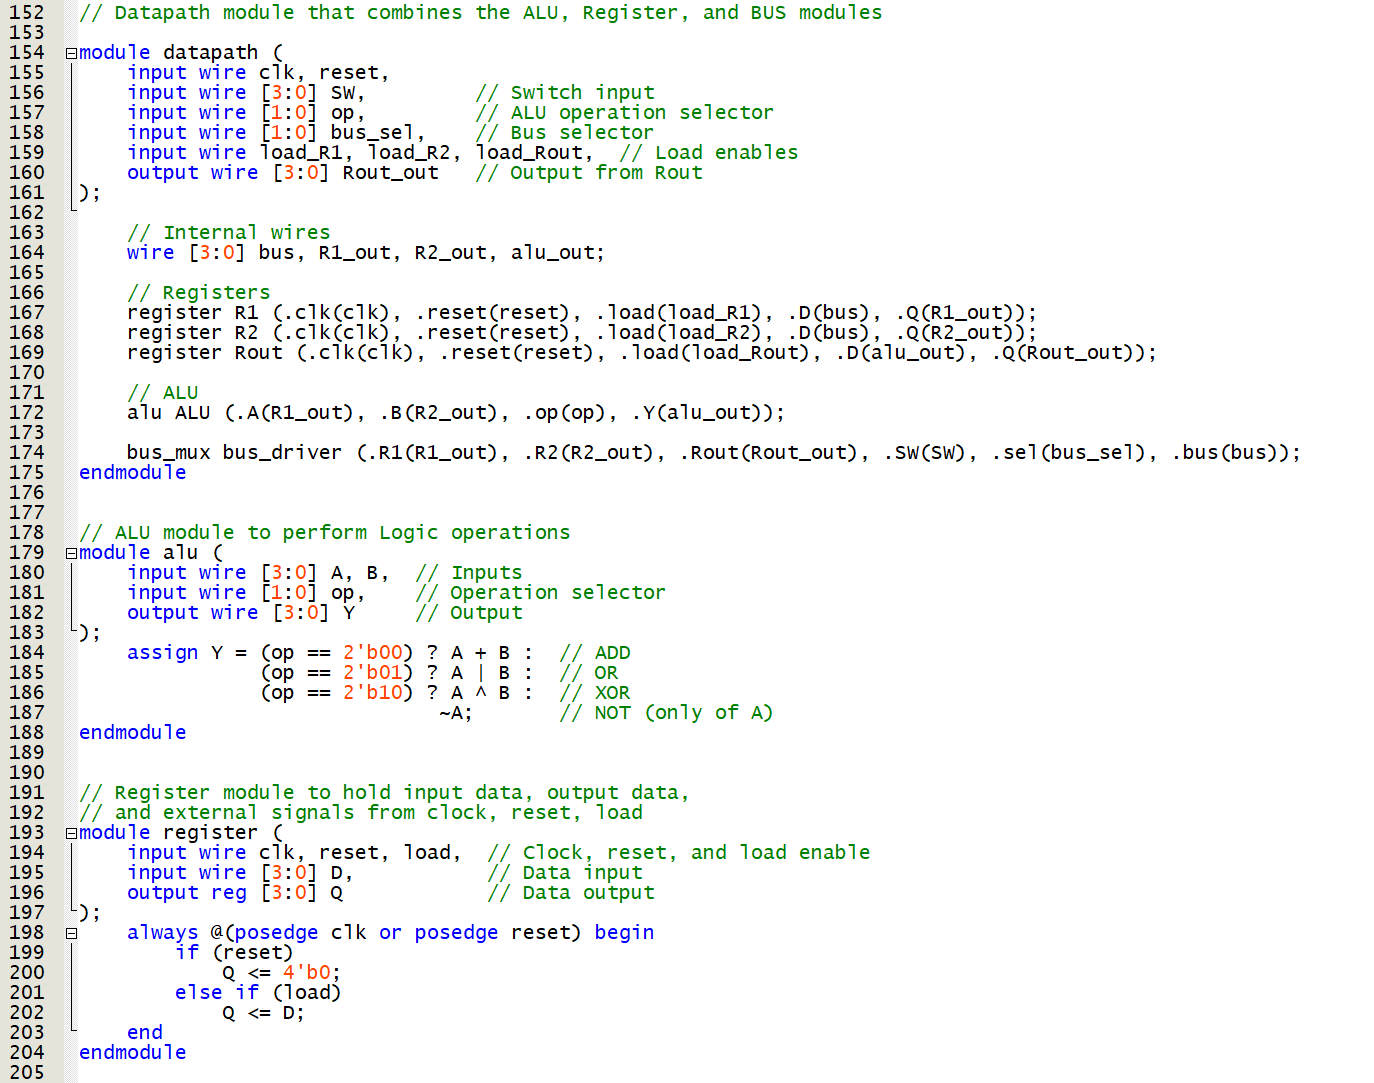 152 // Datapath module that combines the ALU, Register, and BUS modules
153
154 module datapath (
155     input wire clk, reset,
156     input wire [3:0] SW,         // Switch input
157     input wire [1:0] op,         // ALU operation selector
158     input wire [1:0] bus_sel,    // Bus selector
159     input wire load_R1, load_R2, load_Rout,  // Load enables
160     output wire [3:0] Rout_out   // Output from Rout
161 );
162
163     // Internal wires
164     wire [3:0] bus, R1_out, R2_out, alu_out;
165
166     // Registers
167     register R1 (.clk(clk), .reset(reset), .load(load_R1), .D(bus), .Q(R1_out));
168     register R2 (.clk(clk), .reset(reset), .load(load_R2), .D(bus), .Q(R2_out));
169     register Rout (.clk(clk), .reset(reset), .load(load_Rout), .D(alu_out), .Q(Rout_out));
170
171     // ALU
172     alu ALU (.A(R1_out), .B(R2_out), .op(op), .Y(alu_out));
173
174     bus_mux bus_driver (.R1(R1_out), .R2(R2_out), .Rout(Rout_out), .SW(SW), .sel(bus_sel), .bus(bus));
175 endmodule
176
177
178 // ALU module to perform Logic operations
179 module alu (
180     input wire [3:0] A, B,  // Inputs
181     input wire [1:0] op,    // Operation selector
182     output wire [3:0] Y     // Output
183 );
184     assign Y = (op == 2'b00) ? A + B :  // ADD
185                (op == 2'b01) ? A | B :  // OR
186                (op == 2'b10) ? A ^ B :  // XOR
187                               ~A;       // NOT (only of A)
188 endmodule
189
190
191 // Register module to hold input data, output data,
192 // and external signals from clock, reset, load
193 module register (
194     input wire clk, reset, load,  // Clock, reset, and load enable
195     input wire [3:0] D,           // Data input
196     output reg [3:0] Q            // Data output
197 );
198     always @(posedge clk or posedge reset) begin
199         if (reset)
200             Q <= 4'b0;
201         else if (load)
202             Q <= D;
203     end
204 endmodule
205